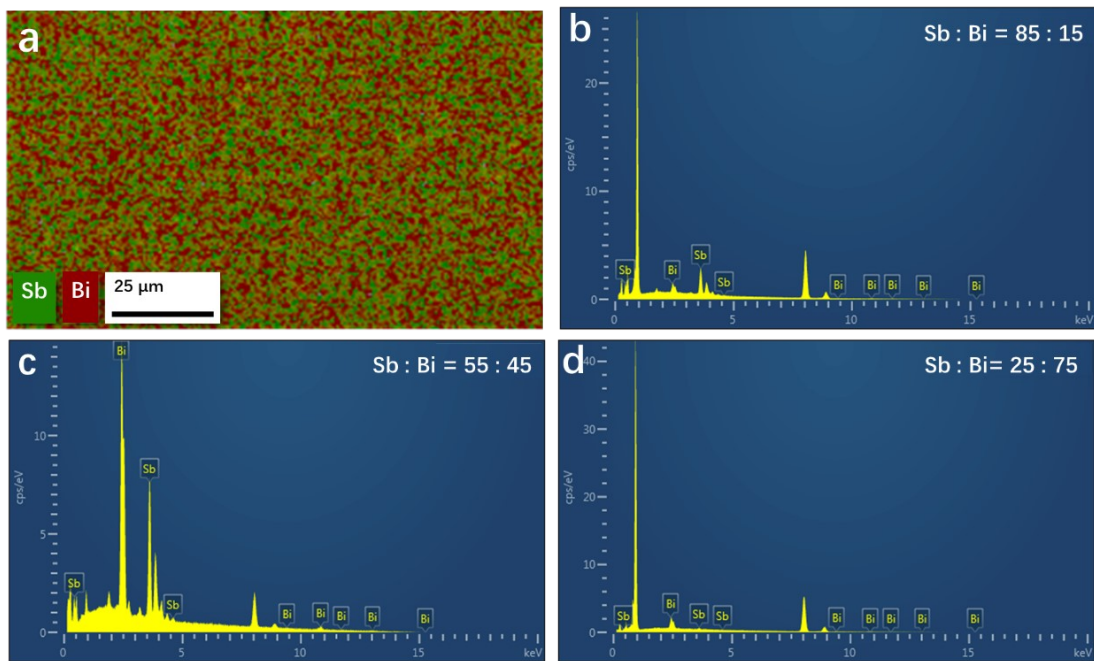 a
Sb Bi 25 μm
b
Sb : Bi = 85 : 15
cps/eV
20
10
0
Sb Bi Sb Sb Bi Bi Bi Bi Bi
0 5 10 15 keV
c
Sb : Bi = 55 : 45
cps/eV
10
5
0
Sb Bi Sb Sb Bi Bi Bi Bi Bi
0 5 10 15 keV
d
Sb : Bi= 25 : 75
cps/eV
40
30
20
10
0
Sb Bi Sb Sb Bi Bi Bi Bi Bi
0 5 10 15 keV